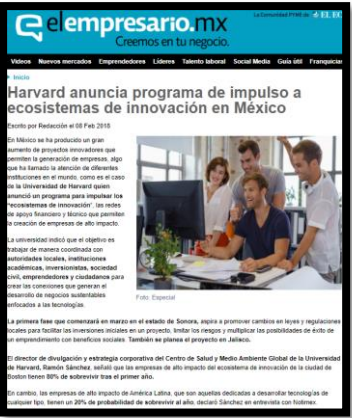 La Comunidad PYME de
elempresario.mx
Creemos en tu negocio.
Videos Nuevos mercados Emprendedores Líderes Talento laboral Social Media Guía útil Franquicias
Inicio
Harvard anuncia programa de impulso a
ecosistemas de innovación en México
Escrito por Redacción el 08 Feb 2018
En México se ha producido un gran
aumento de proyectos innovadores que
permiten la generación de empresas, algo
que ha llamado la atención de diferentes
instituciones en el mundo, como es el caso
de la Universidad de Harvard quien
anunció un programa para impulsar los
"ecosistemas de innovación", las redes
de apoyo financiero y técnico que permiten
la creación de empresas de alto impacto.
La universidad indicó que el objetivo es
trabajar de manera coordinada con
autoridades locales, instituciones
académicas, inversionistas, sociedad
civil, emprendedores y ciudadanos para
crear las conexiones que generan el
desarrollo de negocios sustentables
enfocados a las tecnologías.
Foto: Especial
La primera fase que comenzará en marzo en el estado de Sonora, aspira a promover cambios en leyes y regulaciones
locales para facilitar las inversiones iniciales en un proyecto, limitar los riesgos y multiplicar las posibilidades de éxito de
un emprendimiento con beneficios sociales. También se planea el proyecto en Jalisco.
El director de divulgación y estrategia corporativa del Centro de Salud y Medio Ambiente Global de la Universidad
de Harvard, Ramón Sánchez, señaló que las empresas de alto impacto del ecosistema de innovación de la ciudad de
Boston tienen 80% de sobrevivir tras el primer año.
En cambio, las empresas de alto impacto de América Latina, que son aquellas dedicadas a desarrollar tecnologías de
cualquier tipo, tienen un 20% de probabilidad de sobrevivir al año, declaró Sánchez en entrevista con Notimex.